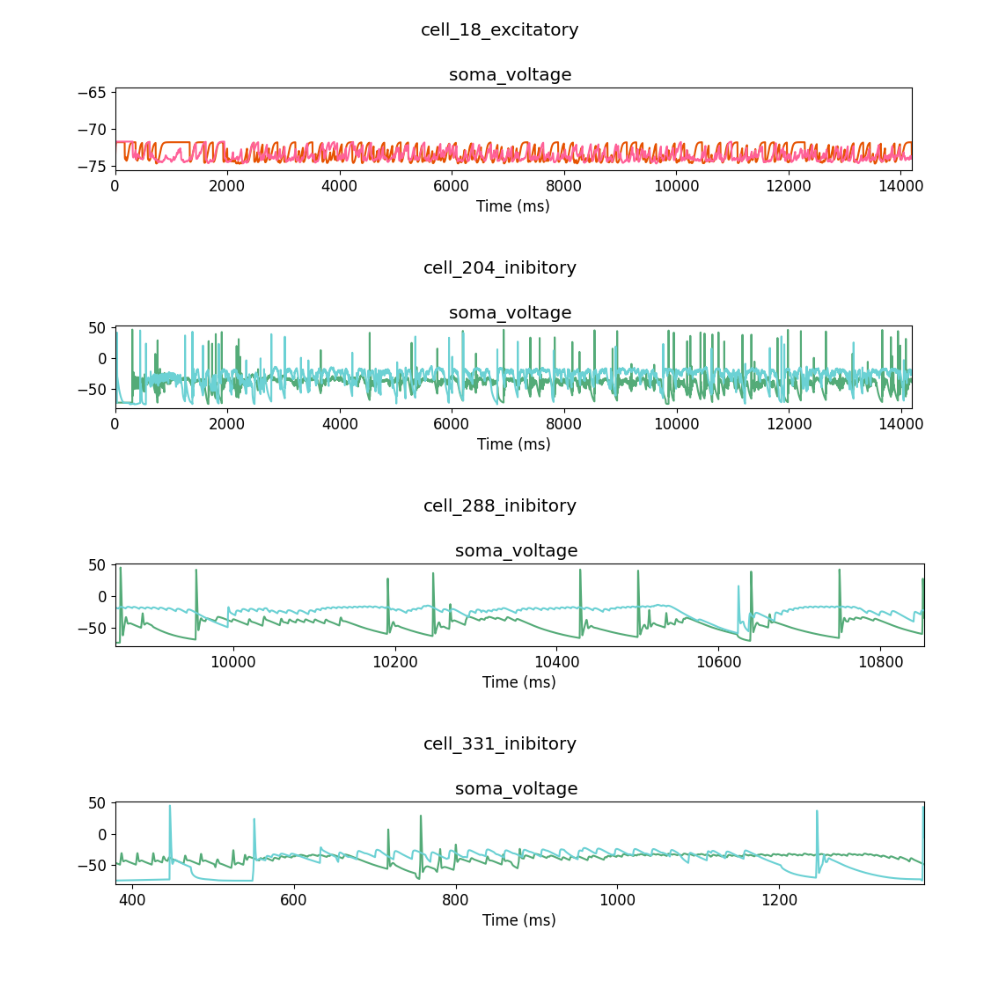 cell_18_excitatory
soma_voltage
−65
−70
−75
0 2000 4000 6000 8000 10000 12000 14000
Time (ms)
cell_204_inibitory
soma_voltage
50
0
−50
0 2000 4000 6000 8000 10000 12000 14000
Time (ms)
cell_288_inibitory
soma_voltage
50
0
−50
10000 10200 10400 10600 10800
Time (ms)
cell_331_inibitory
soma_voltage
50
0
−50
400 600 800 1000 1200
Time (ms)